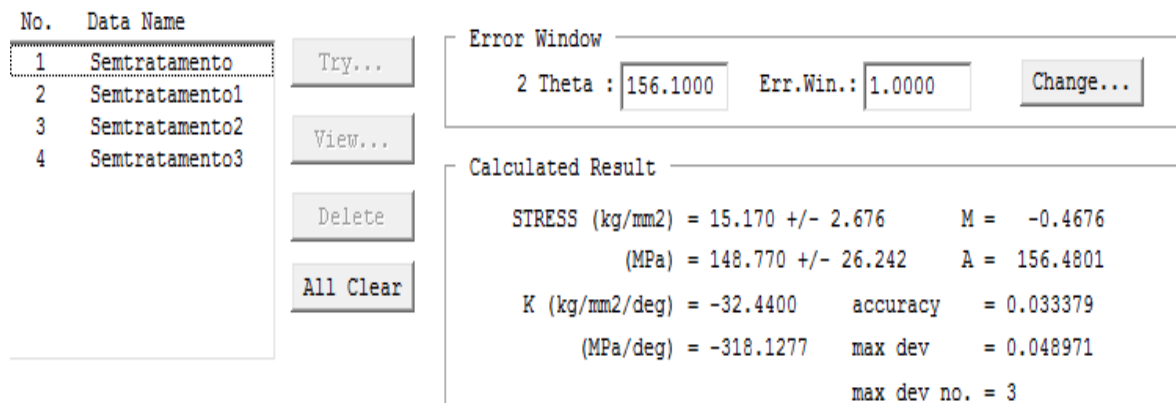 No. Data Name
1 Semtratamento
2 Semtratamento1
3 Semtratamento2
4 Semtratamento3
Try...
View...
Delete
All Clear
Error Window
2 Theta : 156.1000 Err.Win.: 1.0000 Change...
Calculated Result
STRESS (kg/mm2) = 15.170 +/- 2.676 M = -0.4676
(MPa) = 148.770 +/- 26.242 A = 156.4801
K (kg/mm2/deg) = -32.4400 accuracy = 0.033379
(MPa/deg) = -318.1277 max dev = 0.048971
max dev no. = 3